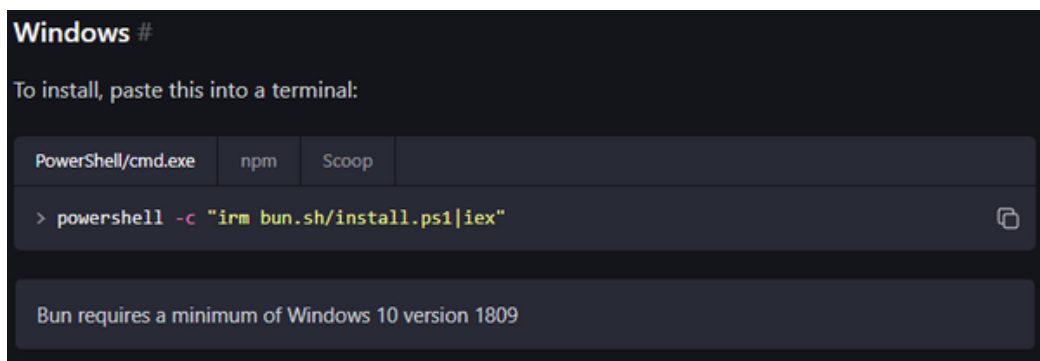 Windows #
To install, paste this into a terminal:
PowerShell/cmd.exe npm Scoop
> powershell -c "irm bun.sh/install.ps1|iex"
Bun requires a minimum of Windows 10 version 1809